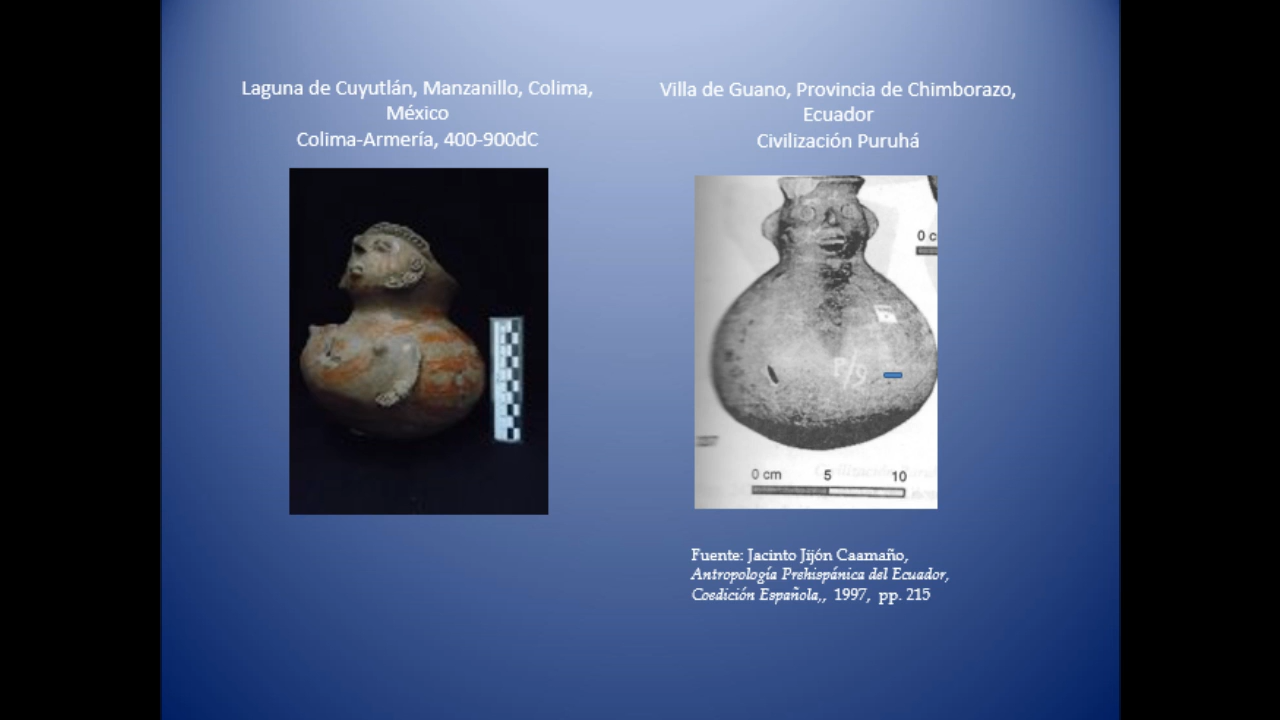 Laguna de Cuyutlán, Manzanillo, Colima,
México
Colima-Armería, 400-900dC
Villa de Guano, Provincia de Chimborazo,
Ecuador
Civilización Puruhá
0 c
P/9
0 cm 5 10
Fuente: Jacinto Jijón Caamaño,
Antropología Prehispánica del Ecuador,
Coedición Española,, 1997, pp. 215